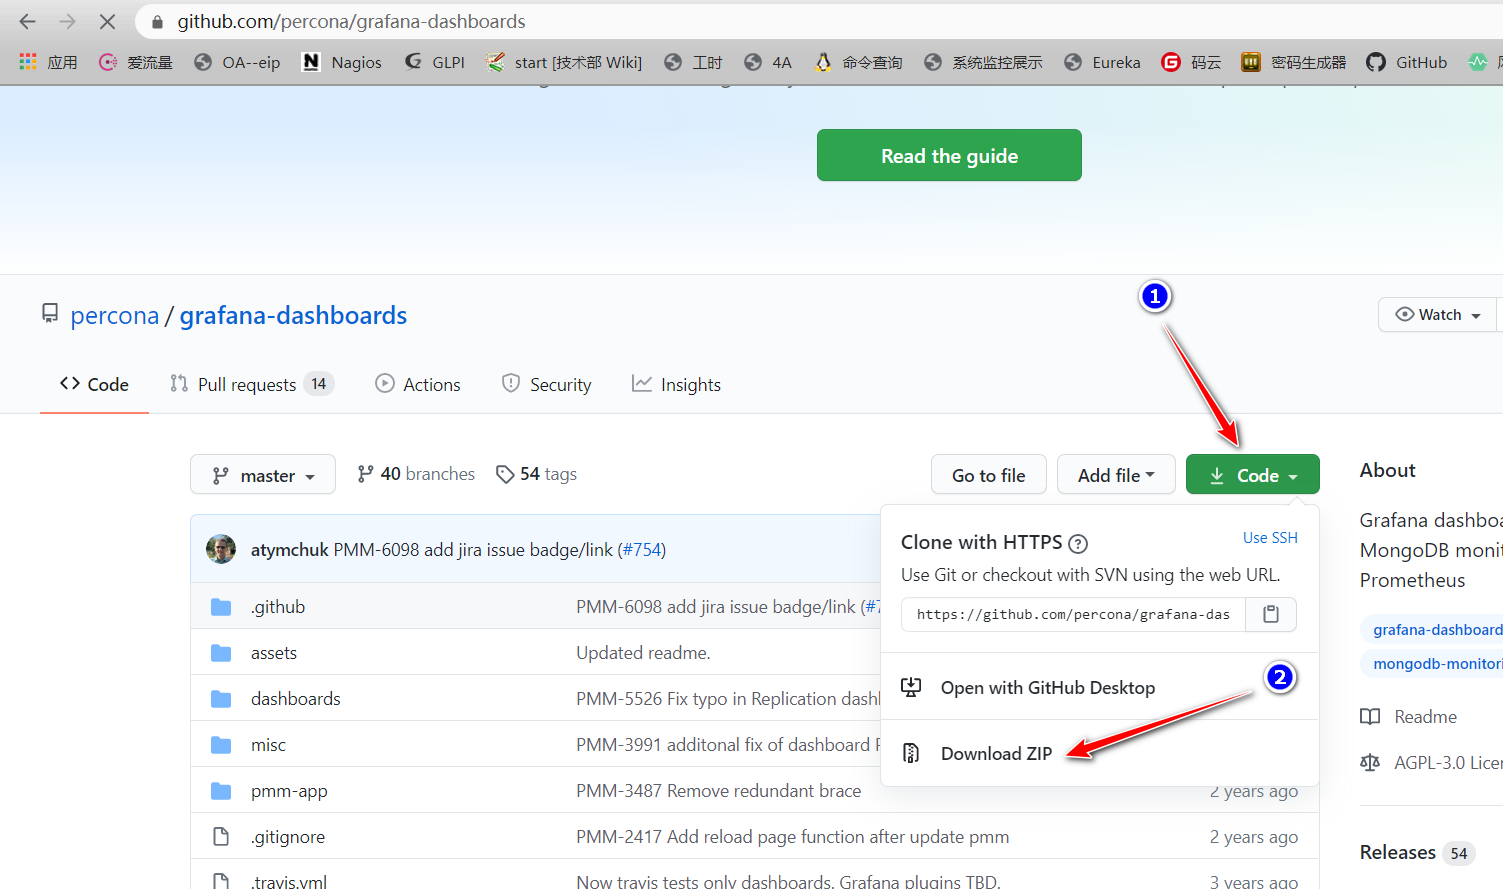 github.com/percona/grafana-dashboards
应用 爱流量 OA--eip Nagios GLPI start [技术部 Wiki] 工时 4A 命令查询 系统监控展示 Eureka 码云 密码生成器 GitHub
Read the guide
1
percona / grafana-dashboards
Watch
Code Pull requests 14 Actions Security Insights
master 40 branches 54 tags Go to file Add file Code
About
Grafana dashboa
MongoDB monit
Prometheus
grafana-dashboard
mongodb-monitori
Readme
AGPL-3.0 Licen
Releases 54
Clone with HTTPS ? Use SSH
Use Git or checkout with SVN using the web URL.
https://github.com/percona/grafana-das
2
Open with GitHub Desktop
Download ZIP
atymchuk PMM-6098 add jira issue badge/link (#754)
.github PMM-6098 add jira issue badge/link (#7
assets Updated readme.
dashboards PMM-5526 Fix typo in Replication dashl
misc PMM-3991 additonal fix of dashboard
pmm-app PMM-3487 Remove redundant brace 2 years ago
.gitignore PMM-2417 Add reload page function after update pmm 2 years ago
.travis.yml Now travis tests only dashboards. Grafana plugins TBD. 3 years ago